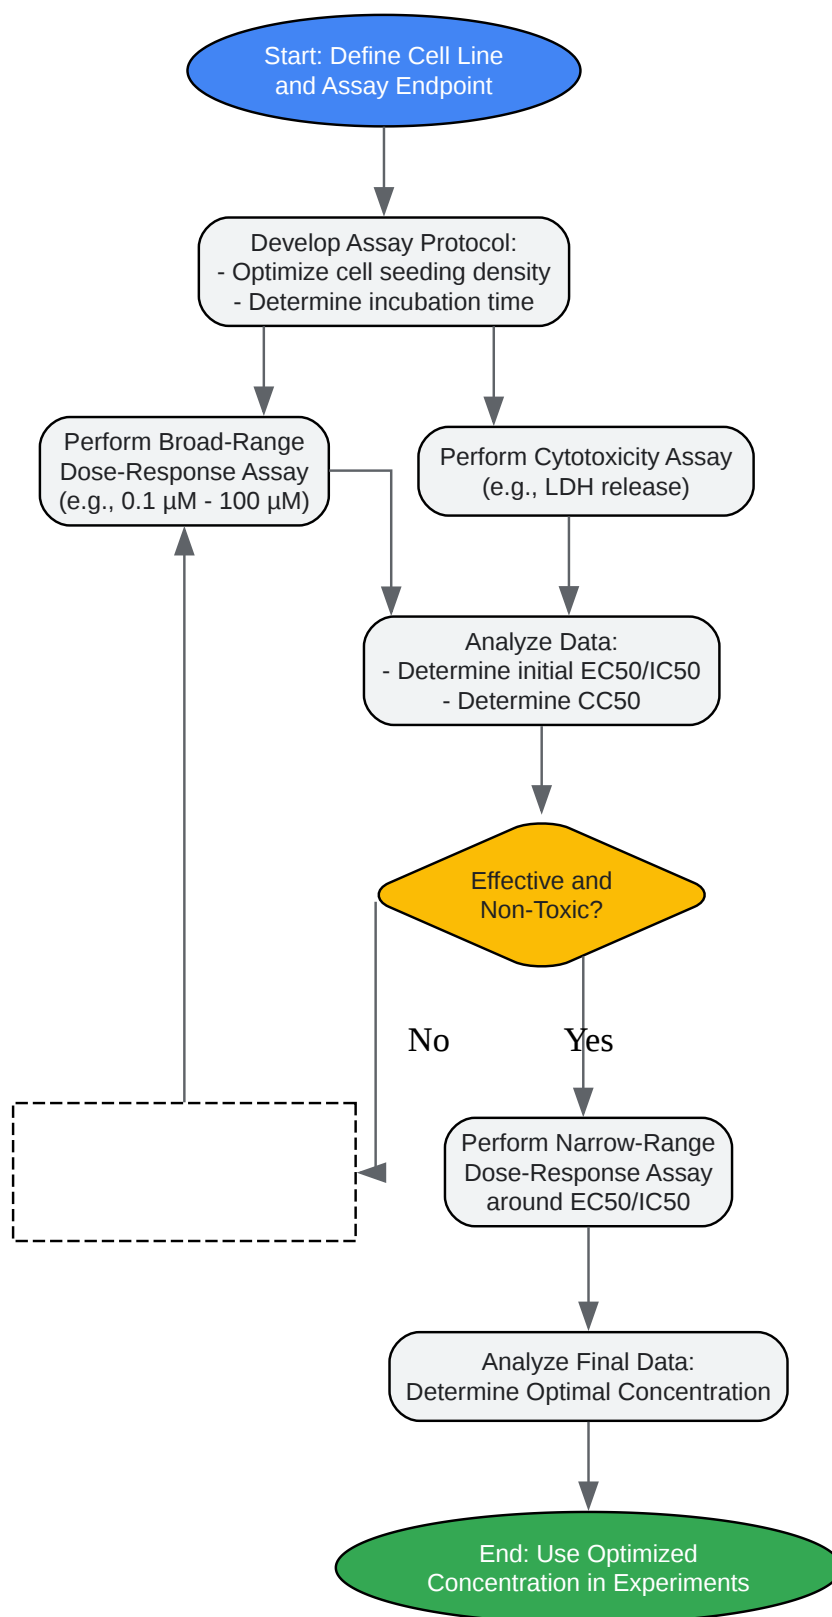 Start: Define Cell Line
and Assay Endpoint
Develop Assay Protocol:
- Optimize cell seeding density
- Determine incubation time
Perform Broad-Range
Dose-Response Assay
(e.g., 0.1 µM - 100 µM)
Perform Cytotoxicity Assay
(e.g., LDH release)
Analyze Data:
- Determine initial EC50/IC50
- Determine CC50
Effective and
Non-Toxic?
No
Yes
Perform Narrow-Range
Dose-Response Assay
around EC50/IC50
Analyze Final Data:
Determine Optimal Concentration
End: Use Optimized
Concentration in Experiments